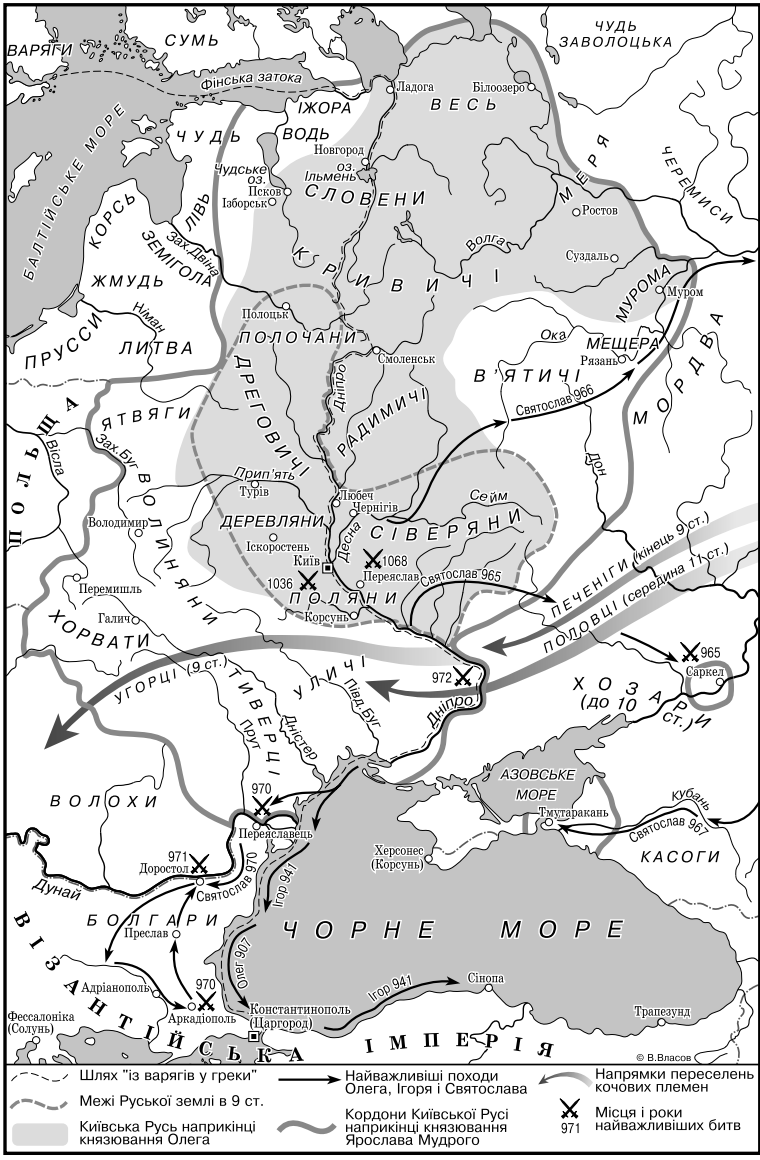 ВАРЯГИ
СУМЬ
ЧУДЬ
ЗАВОЛОЦЬКА
Фінська затока
Ладога
Білоозеро
ВЕСЬ
ІЖОРА
ВОДЬ
ЧУДЬ
БАЛТІЙСЬКЕ МОРЕ
Новгород
оз.
Ільмень
Чудське
оз.
Псков
Ізборськ
СЛОВЕНИ
МЕРЯ
ЧЕРЕМИСИ
Ростов
КОРСЬ
ЛІВЬ
ЗЕМІГОЛА
Зах.Двіна
КРИВИЧІ
Волга
Суздаль
ЖМУДЬ
МУРОМА
Муром
Німан
Полоцьк
ПРУССИ
ЛИТВА
ПОЛОЧАНИ
Смоленськ
Ока
МЕЩЕРА
Рязань
МОРДВА
В'ЯТИЧІ
Дніпро
ДРЕГОВИЧІ
РАДИМИЧІ
Святослав 966
ПОЛЬЩА
ЯТВЯГИ
Вісла
Зах.Буг
Дон
ВОЛИНЯНИ
Прип'ять
Турів
Любеч
Чернігів
Сейм
Володимир
ДЕРЕВЛЯНИ
Десна
СІВЕРЯНИ
Іскоростень
Київ
1068
1036
Переяслав
Святослав 965
ПЕЧЕНІГИ (кінець 9 ст.)
ПОЛОВЦІ (середина 11 ст.)
Перемишль
ПОЛЯНИ
Корсунь
Галич
ХОРВАТИ
965
Саркел
972
УГОРЦІ (9 ст.)
ТИВЕРЦІ
УЛИЧІ
Півд.Буг
Дніпро
ХОЗАРИ
(до 10 ст.)
Дністер
Прут
АЗОВСЬКЕ
МОРЕ
ВОЛОХИ
970
Кубань
Тмутаракань
Святослав 967
Переяславець
971
Доростол
Святослав 970
Херсонес
(Корсунь)
КАСОГИ
Дунай
Ігор 941
БОЛГАРИ
Преслав
ЧОРНЕ МОРЕ
Олег 907
Адріанополь
970
Аркадіополь
Ігор 941
Сінопа
Константинополь
(Царгород)
Трапезунд
Фессалоніка
(Солунь)
ВІЗАНТІЙСЬКА ІМПЕРІЯ
© В.Власов
Шлях "із варягів у греки"
Межі Руської землі в 9 ст.
Київська Русь наприкінці
князювання Олега
Найважливіші походи
Олега, Ігоря і Святослава
Кордони Київської Русі
наприкінці князювання
Ярослава Мудрого
Напрямки переселень
кочових племен
971
Місця і роки
найважливіших битв